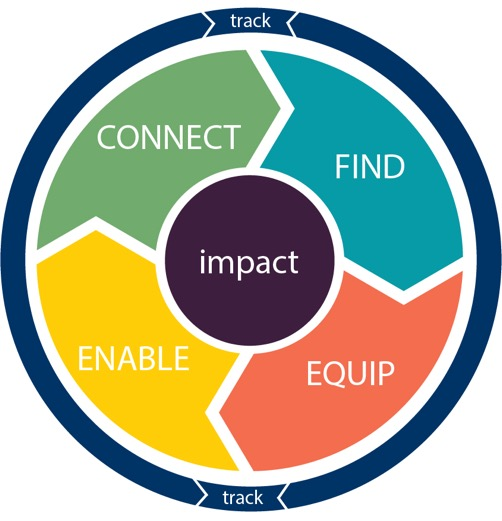 track
CONNECT
FIND
impact
ENABLE
EQUIP
track